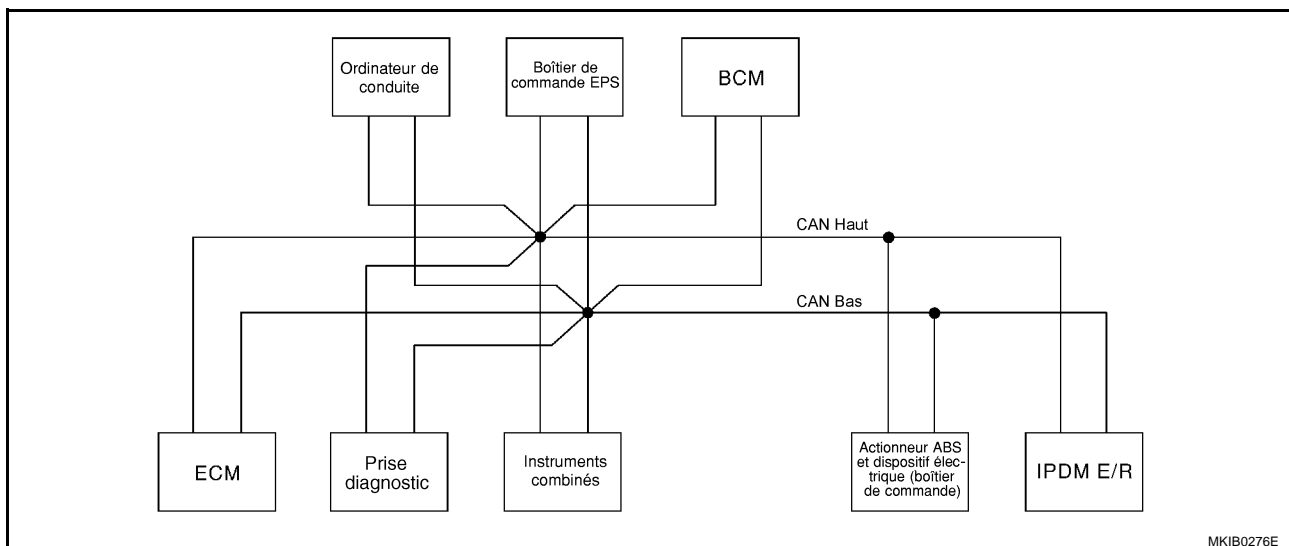 Ordinateur de
conduite
Boîtier de
commande EPS
BCM
CAN Haut
CAN Bas
ECM
Prise
diagnostic
Instruments
combinés
Actionneur ABS
et dispositif élec-
trique (boîtier
de commande)
IPDM E/R
MKIB0276E